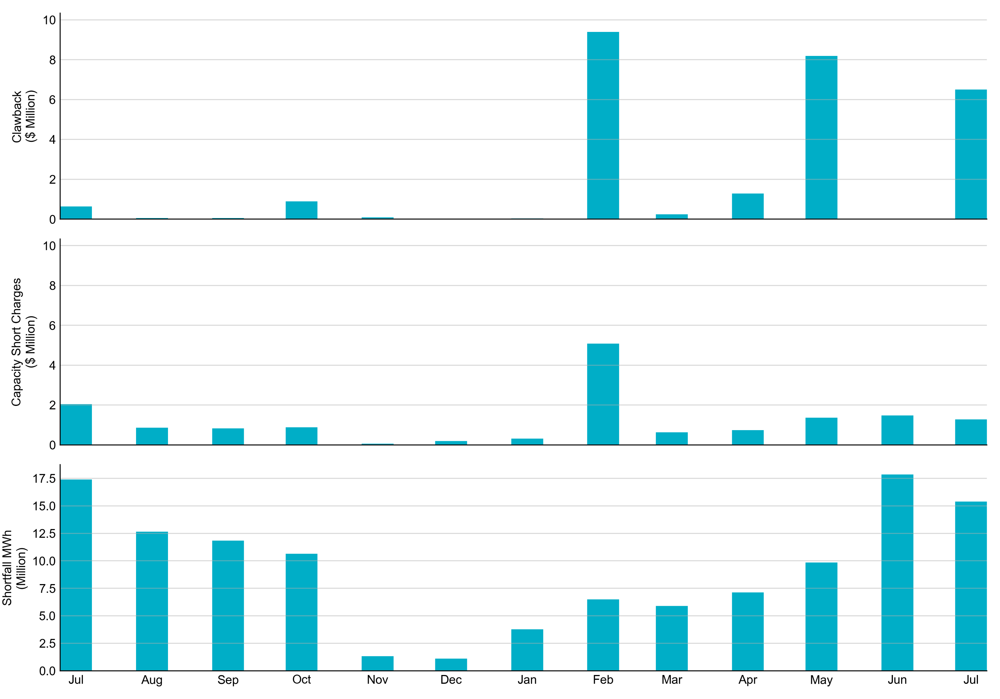 Clawback
($ Million)
10
8
6
4
2
0
Capacity Short Charges
($ Million)
10
8
6
4
2
0
Shortfall MWh
(Million)
17.5
15.0
12.5
10.0
7.5
5.0
2.5
0.0
Jul Aug Sep Oct Nov Dec Jan Feb Mar Apr May Jun Jul